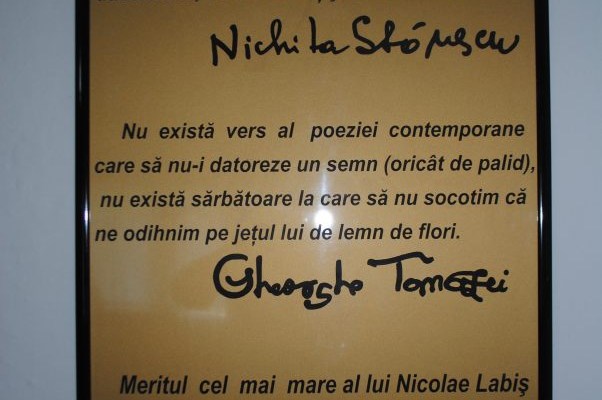 Nichita Stănescu
Nu există vers al poeziei contemporane
care să nu-i datoreze un semn (oricât de palid),
nu există sărbătoare la care să nu socotim că
ne odihnim pe jețul lui de lemn de flori.
Gheorghe Tomozei
Meritul cel mai mare al lui Nicolae Labiş